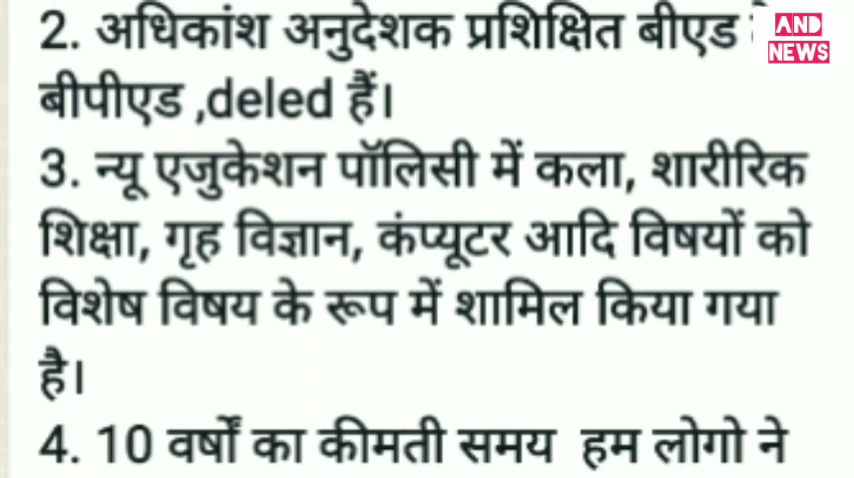 2. अधिकांश अनुदेशक प्रशिक्षित बीएड
AND
NEWS
बीपीएड ,deled हैं।
3. न्यू एजुकेशन पॉलिसी में कला, शारीरिक
शिक्षा, गृह विज्ञान, कंप्यूटर आदि विषयों को
विशेष विषय के रूप में शामिल किया गया
है।
4. 10 वर्षों का कीमती समय हम लोगो ने